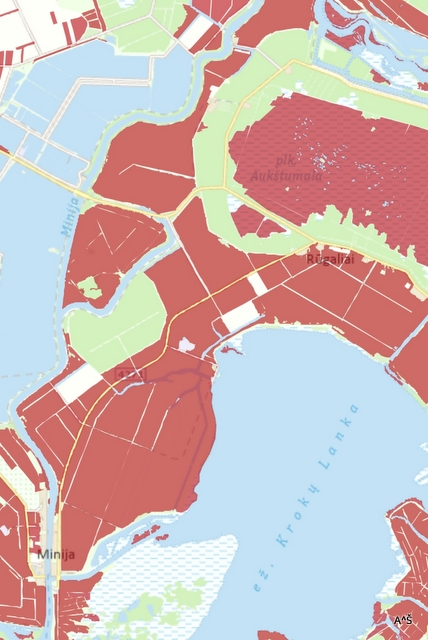 plk.
Aukštumala
Minija
Rūgaliai
ež. Krokų Lanka
Minija
A^Š